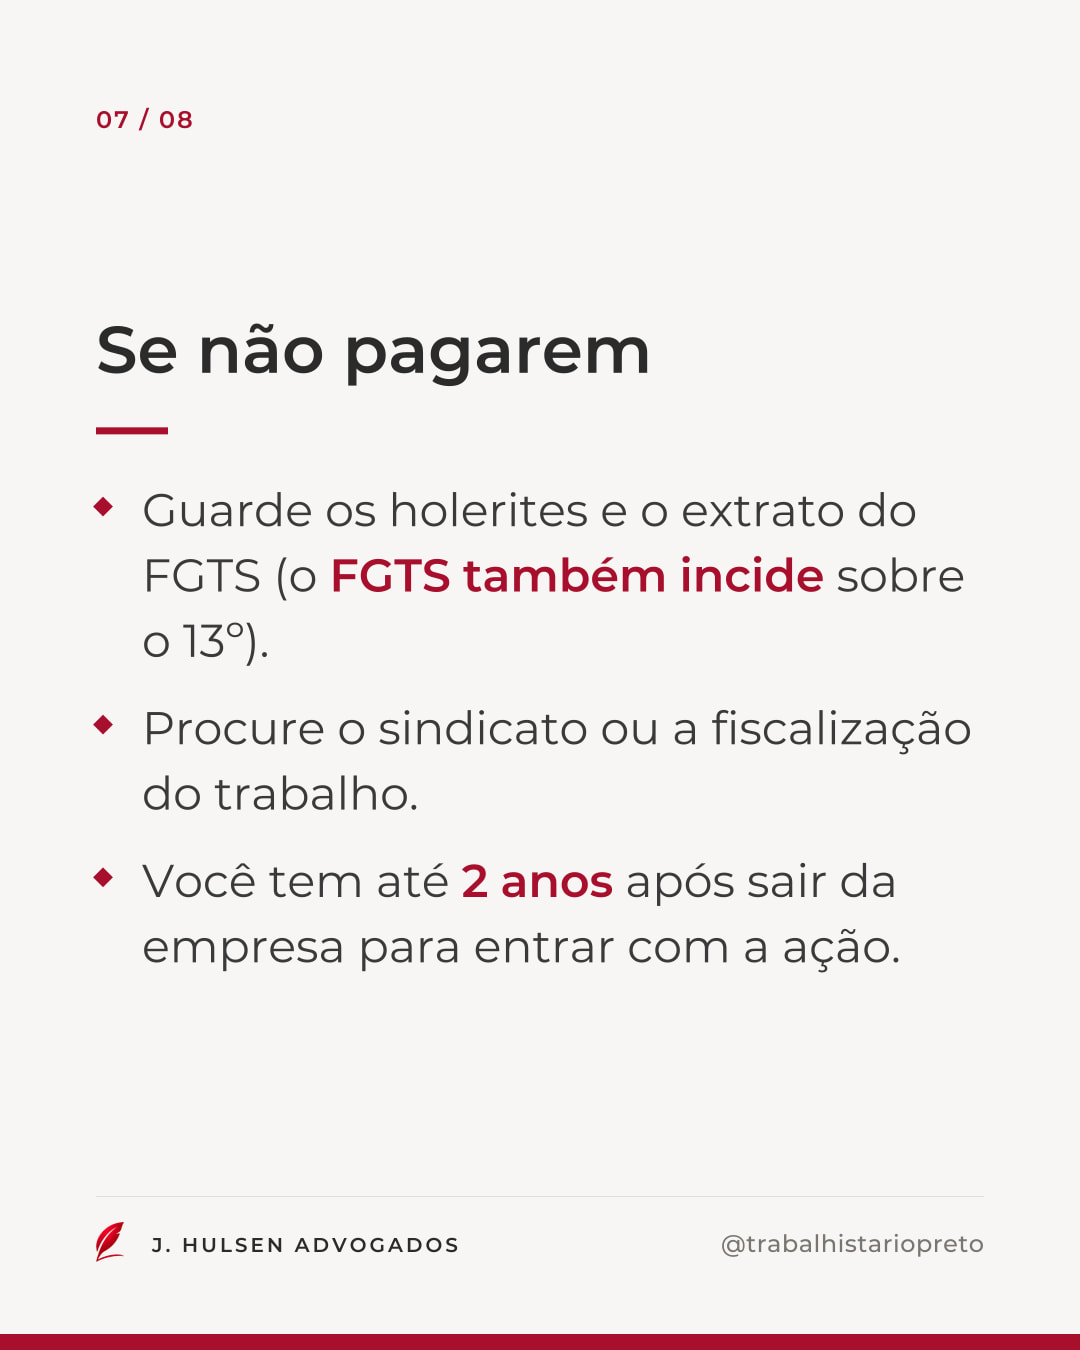 07 / 08
Se não pagarem
Guarde os holerites e o extrato do
FGTS (o FGTS também incide sobre
o 13º).
Procure o sindicato ou a fiscalização
do trabalho.
Você tem até 2 anos após sair da
empresa para entrar com a ação.
J. HULSEN ADVOGADOS
@trabalhistariopreto